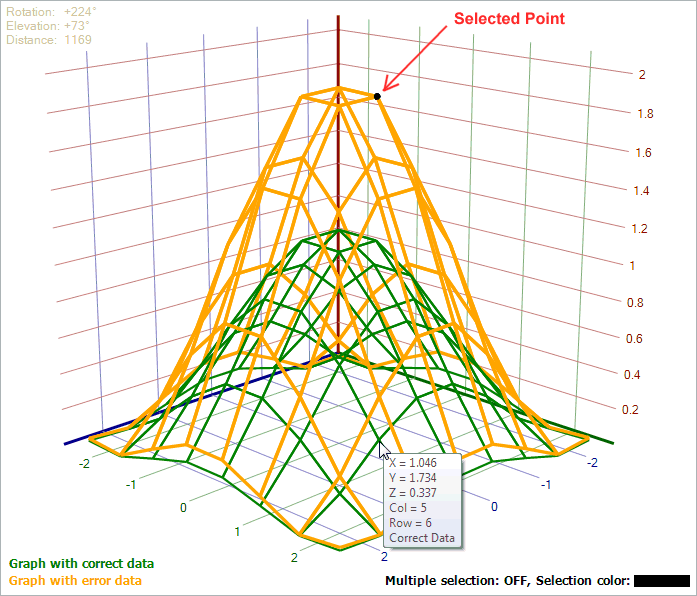 Rotation: +224°
Elevation: +73°
Distance: 1169
Selected Point
2
1.8
1.6
1.4
1.2
1
0.8
0.6
0.4
0.2
-2
-1
0
1
2
-2
-1
0
2
X = 1.046
Y = 1.734
Z = 0.337
Col = 5
Row = 6
Correct Data
Graph with correct data
Graph with error data
Multiple selection: OFF, Selection color: